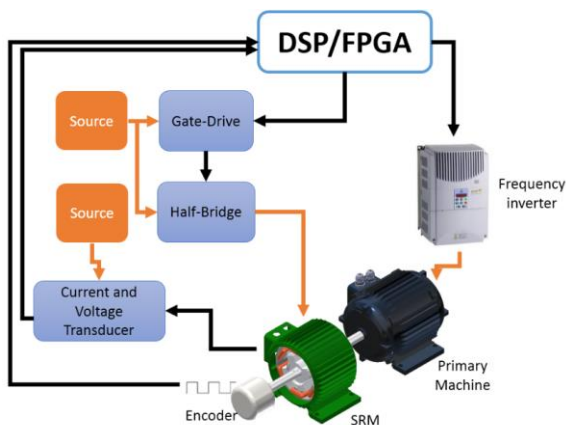 DSP/FPGA
Source
Gate-Drive
Source
Half-Bridge
Frequency
inverter
Current and
Voltage
Transducer
Primary
Machine
Encoder
SRM